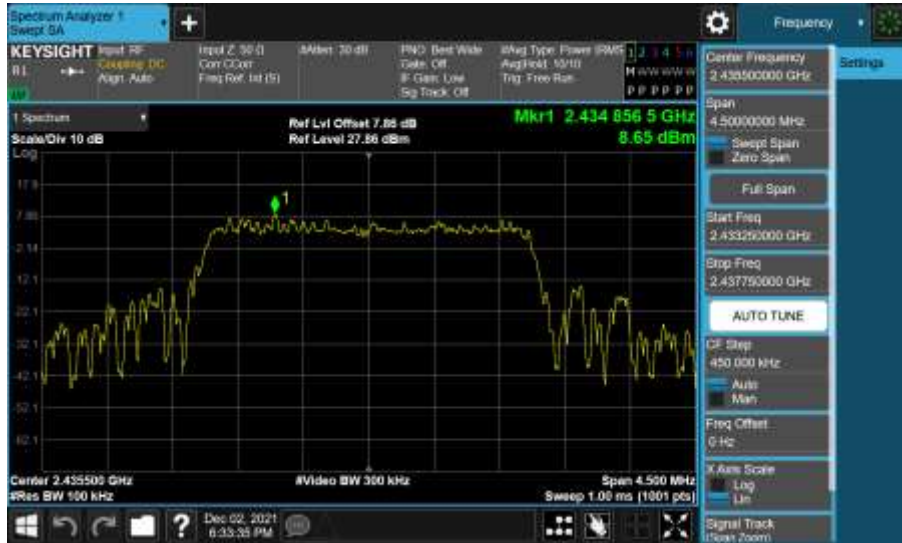 Spectrum Analyzer 1
Swept SA
+
Frequency
KEYSIGHT
Input: RF
Coupling: DC
Align: Auto
Input Z: 50 Ω
Corr CCorr
Freq Ref: Int (S)
#Atten: 30 dB
PNO: Best Wide
Gate: Off
IF Gain: Low
Sig Track: Off
#Avg Type: Power (RMS
Avg|Hold: 10/10
Trig: Free Run
1 2 3 4 5 6
M W W W W W
P P P P P P
1 Spectrum
Scale/Div 10 dB
Log
Ref Lvl Offset 7.86 dB
Ref Level 27.86 dBm
Mkr1 2.434 856 5 GHz
8.65 dBm
17.9
7.86
-2.14
-12.1
-22.1
-32.1
-42.1
-52.1
-62.1
1
Center 2.435500 GHz
#Res BW 100 kHz
#Video BW 300 kHz
Span 4.500 MHz
Sweep 1.00 ms (1001 pts)
Center Frequency
2.435500000 GHz
Settings
Span
4.50000000 MHz
Swept Span
Zero Span
Full Span
Start Freq
2.433250000 GHz
Stop Freq
2.437750000 GHz
AUTO TUNE
CF Step
450.000 kHz
Auto
Man
Freq Offset
0 Hz
X Axis Scale
Log
Lin
Signal Track
(Span Zoom)
?
Dec 02, 2021
6:33:35 PM